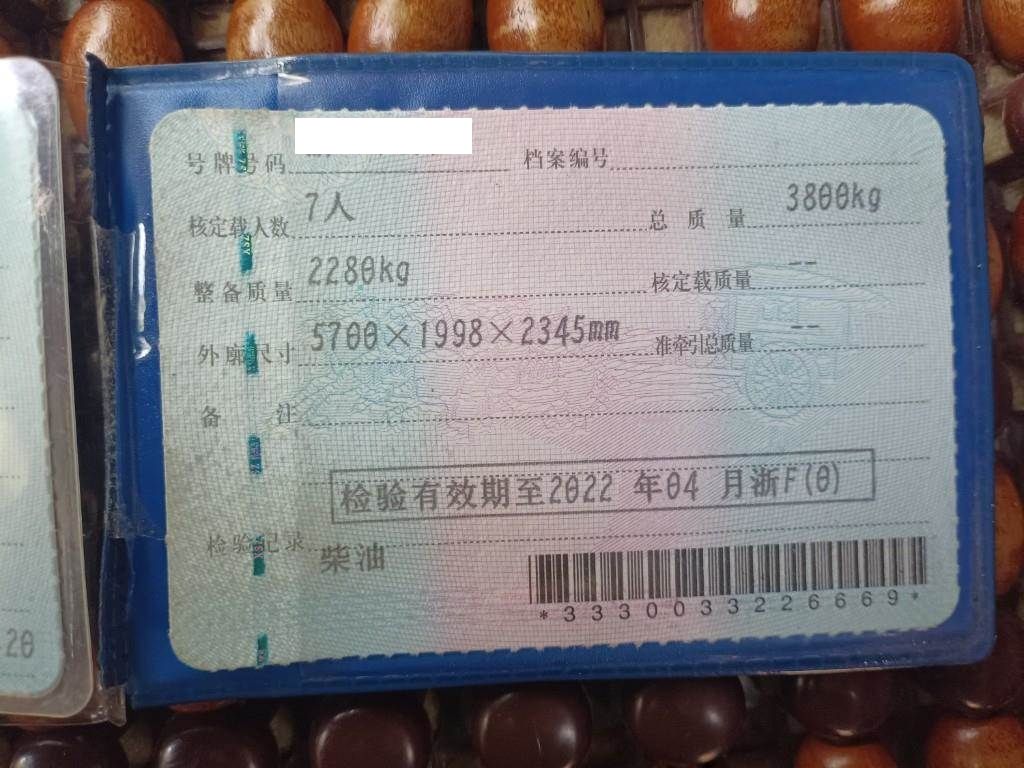 号牌号码 档案编号
核定载人数 7人 总质量 3800kg
整备质量 2280kg 核定载质量 --
外廓尺寸 5700×1998×2345mm 准牵引总质量 --
备注
检验有效期至2022年04月浙F(0)
检验记录
柴油
*3330033226669*
20